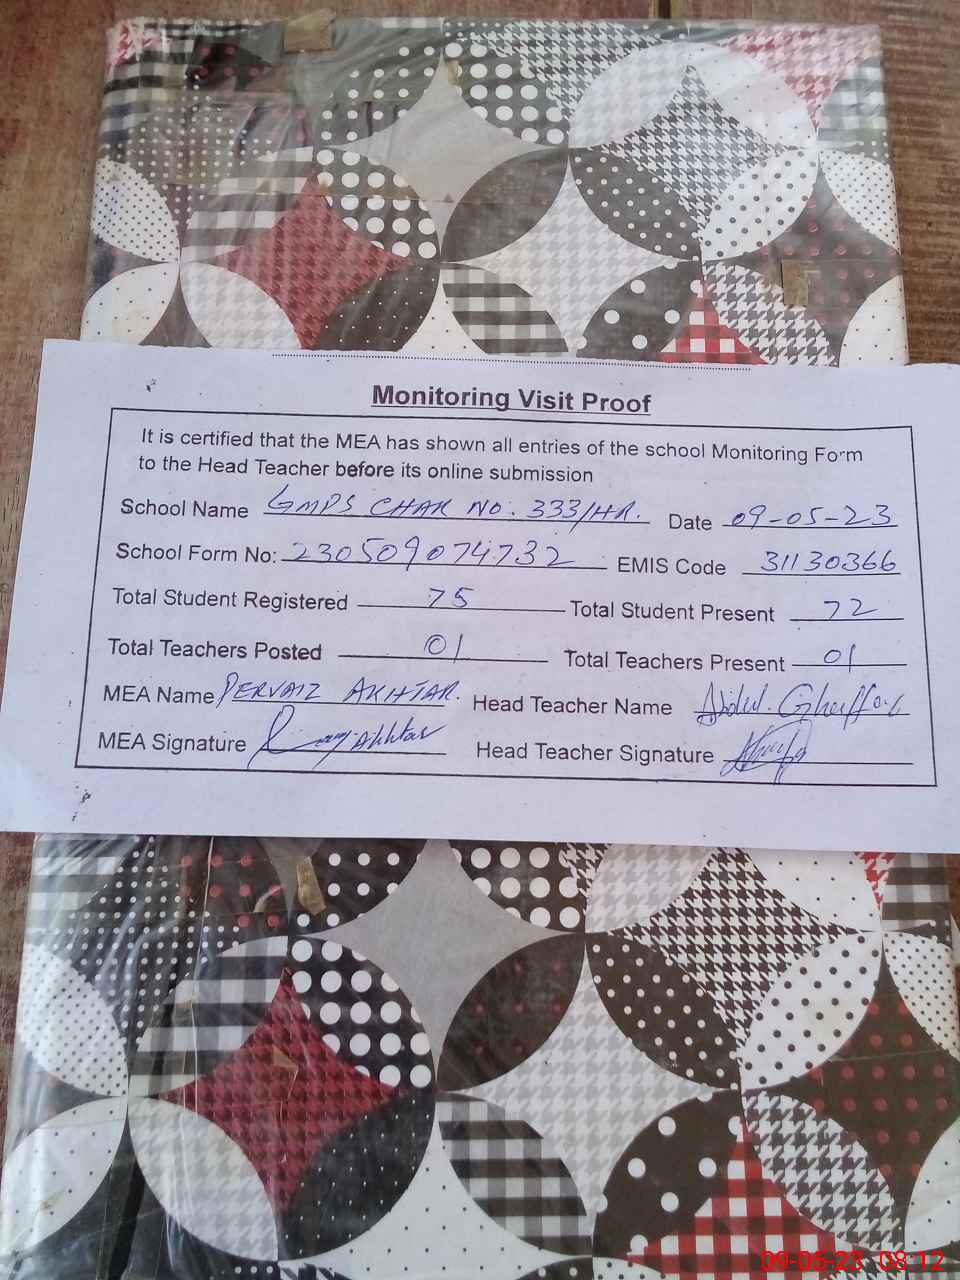 Monitoring Visit Proof
It is certified that the MEA has shown all entries of the school Monitoring Form
to the Head Teacher before its online submission
School Name GMPS CHAK NO. 333/HR. Date 09-05-23
School Form No: 230509074732 EMIS Code 31130366
Total Student Registered 75 Total Student Present 72
Total Teachers Posted 01 Total Teachers Present 01
MEA Name PERVAIZ AKHTAR. Head Teacher Name Abdul Ghaffar
MEA Signature Akhtar Head Teacher Signature
09-05-23 08:12